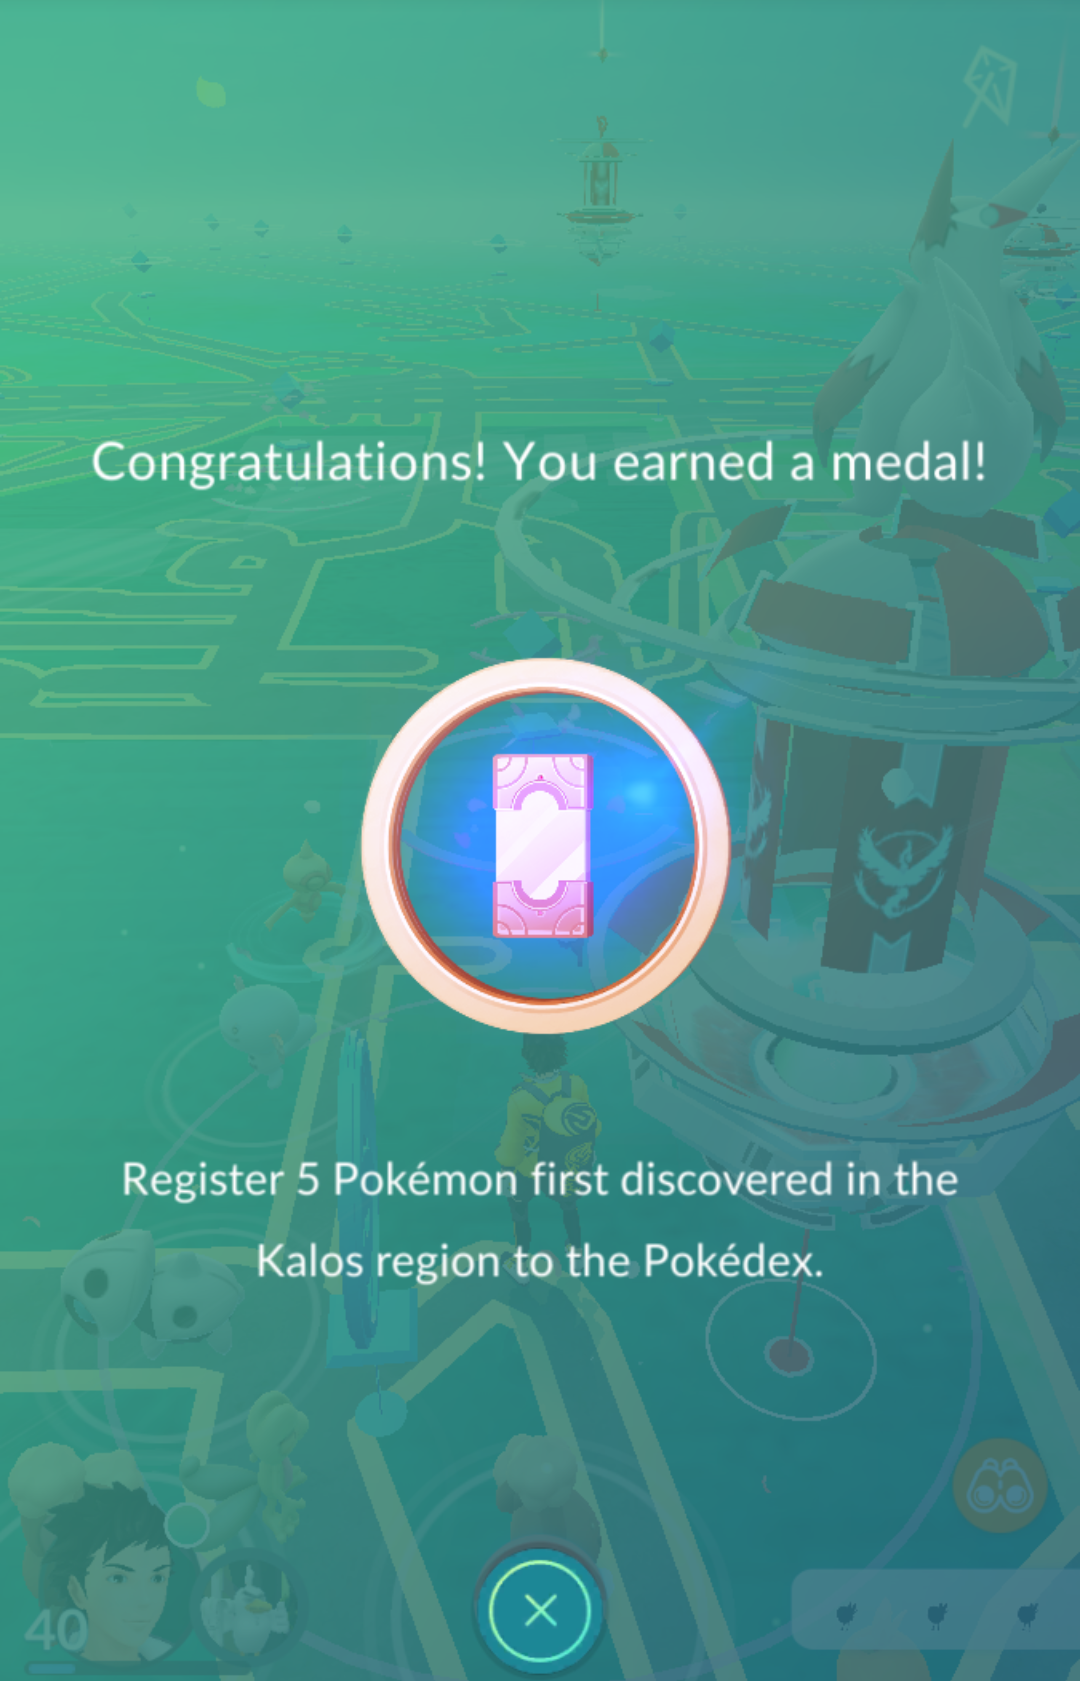 Congratulations! You earned a medal!
Register 5 Pokémon first discovered in the
Kalos region to the Pokédex.
40